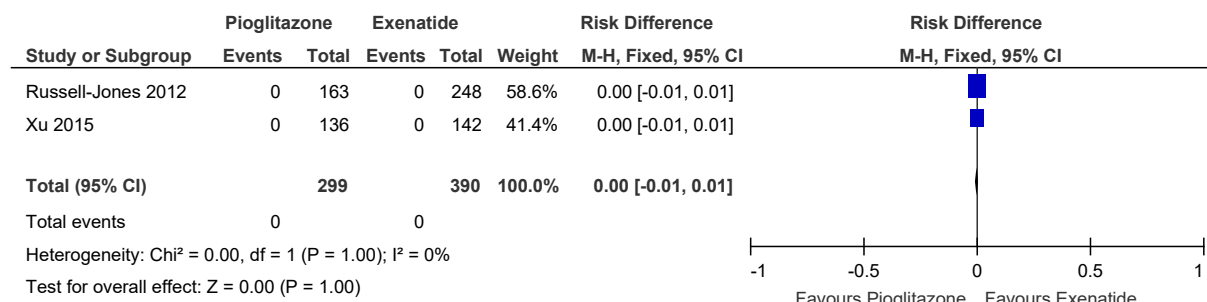 Pioglitazone Exenatide Risk Difference Risk Difference
Study or Subgroup Events Total Events Total Weight M-H, Fixed, 95% CI M-H, Fixed, 95% CI
Russell-Jones 2012 0 163 0 248 58.6% 0.00 [-0.01, 0.01]
Xu 2015 0 136 0 142 41.4% 0.00 [-0.01, 0.01]
Total (95% CI) 299 390 100.0% 0.00 [-0.01, 0.01]
Total events 0 0
Heterogeneity: Chi² = 0.00, df = 1 (P = 1.00); I² = 0%
Test for overall effect: Z = 0.00 (P = 1.00)
-1 -0.5 0 0.5 1
Favours Pioglitazone Favours Exenatide